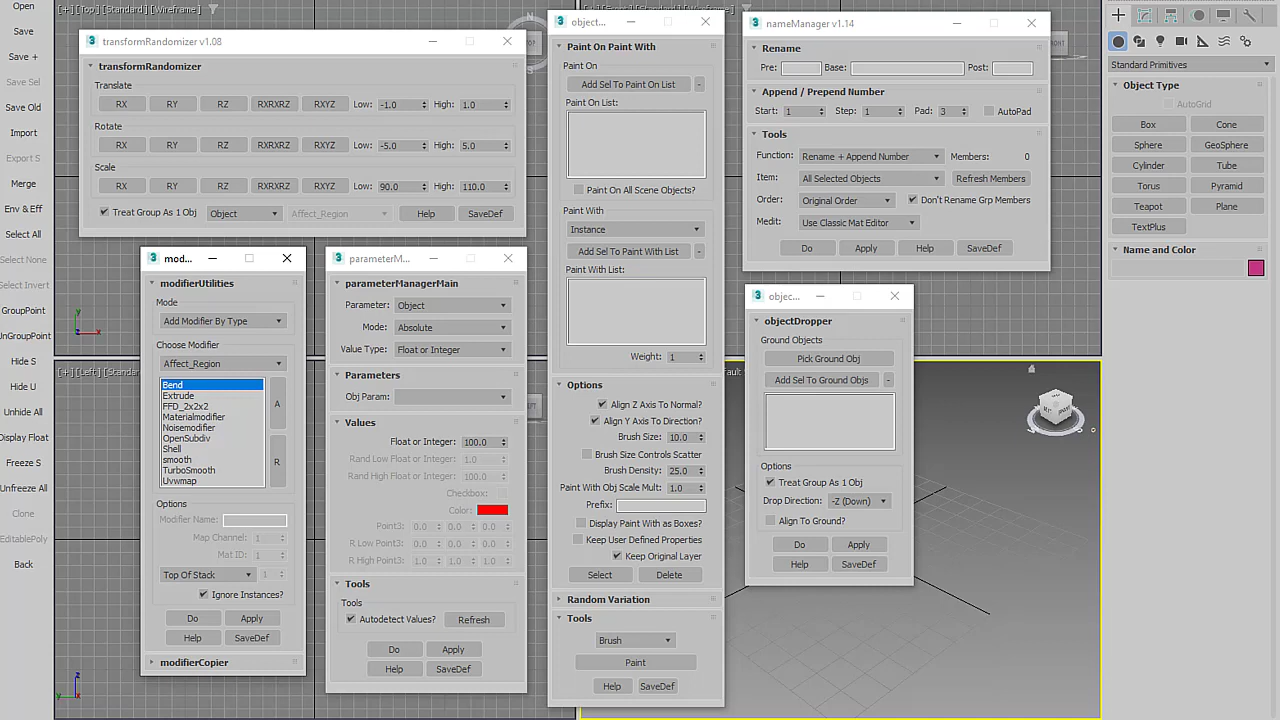 Open
Save
Save +
Save Sel
Save Old
Import
Export S
Merge
Env & Eff
Select All
Select None
Select Invert
GroupPoint
UnGroupPoint
Hide S
Hide U
Unhide All
Display Float
Freeze S
Unfreeze All
Clone
EditablePoly
Back
transformRandomizer v1.08
transformRandomizer
Translate
RX RY RZ RXRXRZ RXYZ Low: -1.0 High: 1.0
Rotate
RX RY RZ RXRXRZ RXYZ Low: -5.0 High: 5.0
Scale
RX RY RZ RXRXRZ RXYZ Low: 90.0 High: 110.0
Treat Group As 1 Obj Object Affect_Region Help SaveDef
mod...
modifierUtilities
Mode
Add Modifier By Type
Choose Modifier
Affect_Region
Bend
Extrude
FFD_2x2x2
Materialmodifier
Noisemodifier
OpenSubdiv
Shell
smooth
TurboSmooth
Uvwmap
A
R
Options
Modifier Name:
Map Channel: 1
Mat ID: 1
Top Of Stack 1
Ignore Instances?
Do Apply
Help SaveDef
modifierCopier
parameterM...
parameterManagerMain
Parameter: Object
Mode: Absolute
Value Type: Float or Integer
Parameters
Obj Param:
Values
Float or Integer: 100.0
Rand Low Float or Integer: 1.0
Rand High Float or Integer: 100.0
Checkbox:
Color:
Point3: 0.0 0.0 0.0
R Low Point3: 0.0 0.0 0.0
R High Point3: 1.0 1.0 1.0
Tools
Tools
Autodetect Values? Refresh
Do Apply
Help SaveDef
object...
Paint On Paint With
Paint On
Add Sel To Paint On List -
Paint On List:
Paint On All Scene Objects?
Paint With
Instance
Add Sel To Paint With List -
Paint With List:
Weight: 1
Options
Align Z Axis To Normal?
Align Y Axis To Direction?
Brush Size: 10.0
Brush Size Controls Scatter
Brush Density: 25.0
Paint With Obj Scale Mult: 1.0
Prefix:
Display Paint With as Boxes?
Keep User Defined Properties
Keep Original Layer
Select Delete
Random Variation
Tools
Brush
Paint
Help SaveDef
nameManager v1.14
Rename
Pre: Base: Post:
Append / Prepend Number
Start: 1 Step: 1 Pad: 3 AutoPad
Tools
Function: Rename + Append Number Members: 0
Item: All Selected Objects Refresh Members
Order: Original Order Don't Rename Grp Members
Medit: Use Classic Mat Editor
Do Apply Help SaveDef
objec...
objectDropper
Ground Objects
Pick Ground Obj
Add Sel To Ground Objs -
Options
Treat Group As 1 Obj
Drop Direction: -Z (Down)
Align To Ground?
Do Apply
Help SaveDef
Standard Primitives
Object Type
AutoGrid
Box Cone
Sphere GeoSphere
Cylinder Tube
Torus Pyramid
Teapot Plane
TextPlus
Name and Color